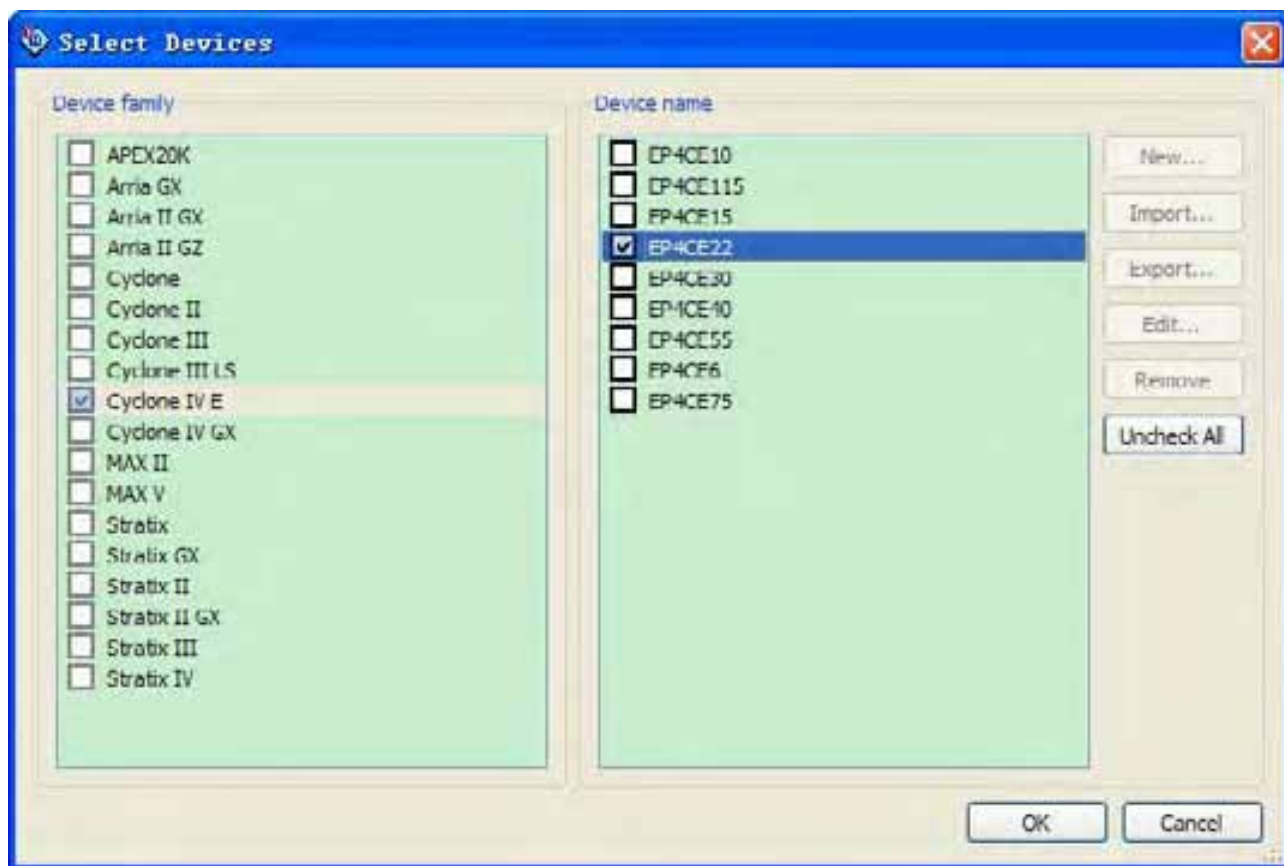 Select Devices
Device family
APEX20K
Arria GX
Arria II GX
Arria II GZ
Cyclone
Cyclone II
Cyclone III
Cyclone III LS
Cyclone IV E
Cyclone IV GX
MAX II
MAX V
Stratix
Stratix GX
Stratix II
Stratix II GX
Stratix III
Stratix IV
Device name
EP4CE10
EP4CE115
EP4CE15
EP4CE22
EP4CE30
EP4CE40
EP4CE55
EP4CE6
EP4CE75
New...
Import...
Export...
Edit...
Remove
Uncheck All
OK
Cancel